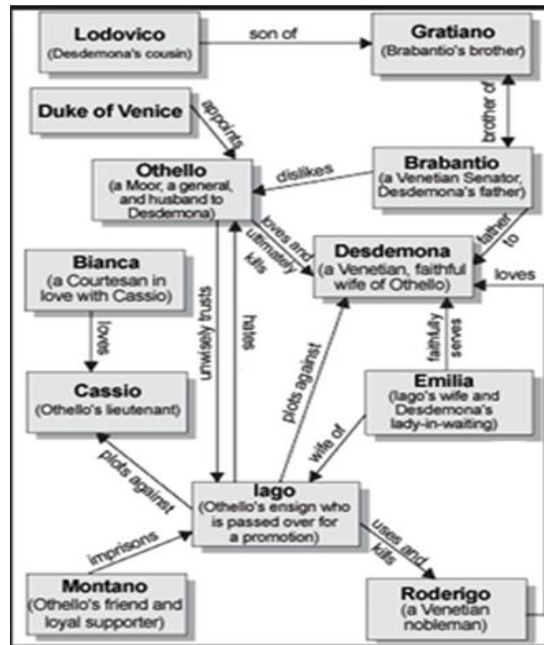 Lodovico
(Desdemona's cousin)
son of
Gratiano
(Brabantio's brother)
Duke of Venice
appoints
brother of
Othello
(a Moor, a general,
and husband to
Desdemona)
dislikes
Brabantio
(a Venetian Senator,
Desdemona's father)
loves and
ultimately
kills
father
to
Bianca
(a Courtesan in
love with Cassio)
Desdemona
(a Venetian, faithful
wife of Othello)
loves
loves
unwisely trusts
hates
plots against
faithfully
serves
Cassio
(Othello's lieutenant)
Emilia
(Iago's wife and
Desdemona's
lady-in-waiting)
wife of
plots against
Iago
(Othello's ensign who
is passed over for
a promotion)
imprisons
uses and
kills
Montano
(Othello's friend and
loyal supporter)
Roderigo
(a Venetian
nobleman)